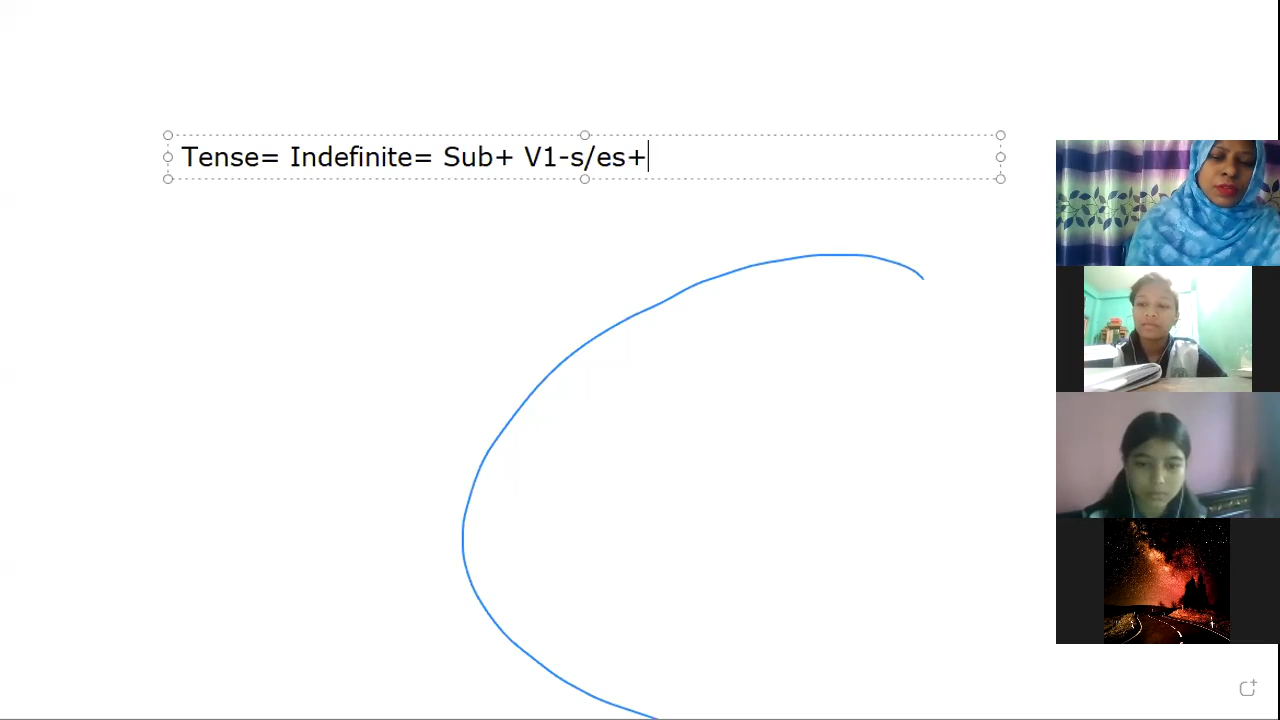 Tense= Indefinite= Sub+ V1-s/es+